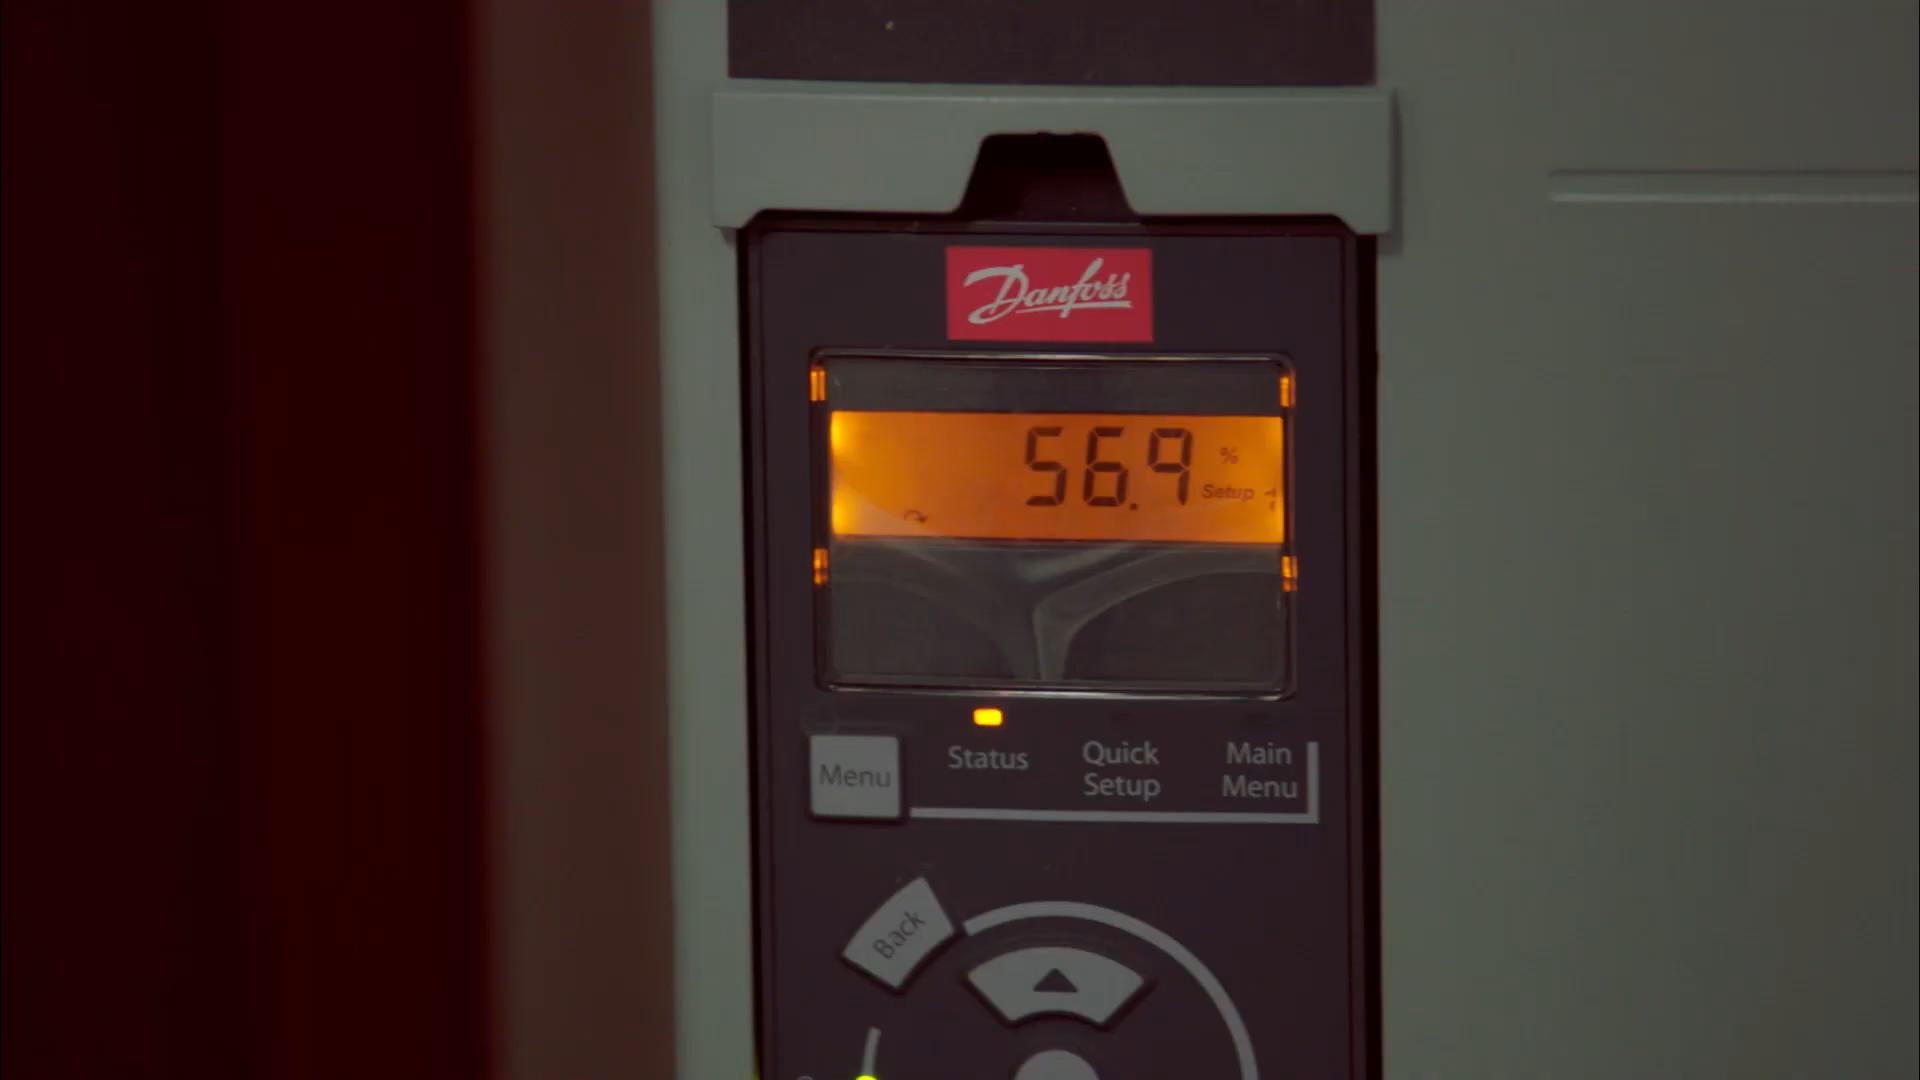 Danfoss
56.9 %
Setup
Status
Quick Setup
Main Menu
Menu
Back